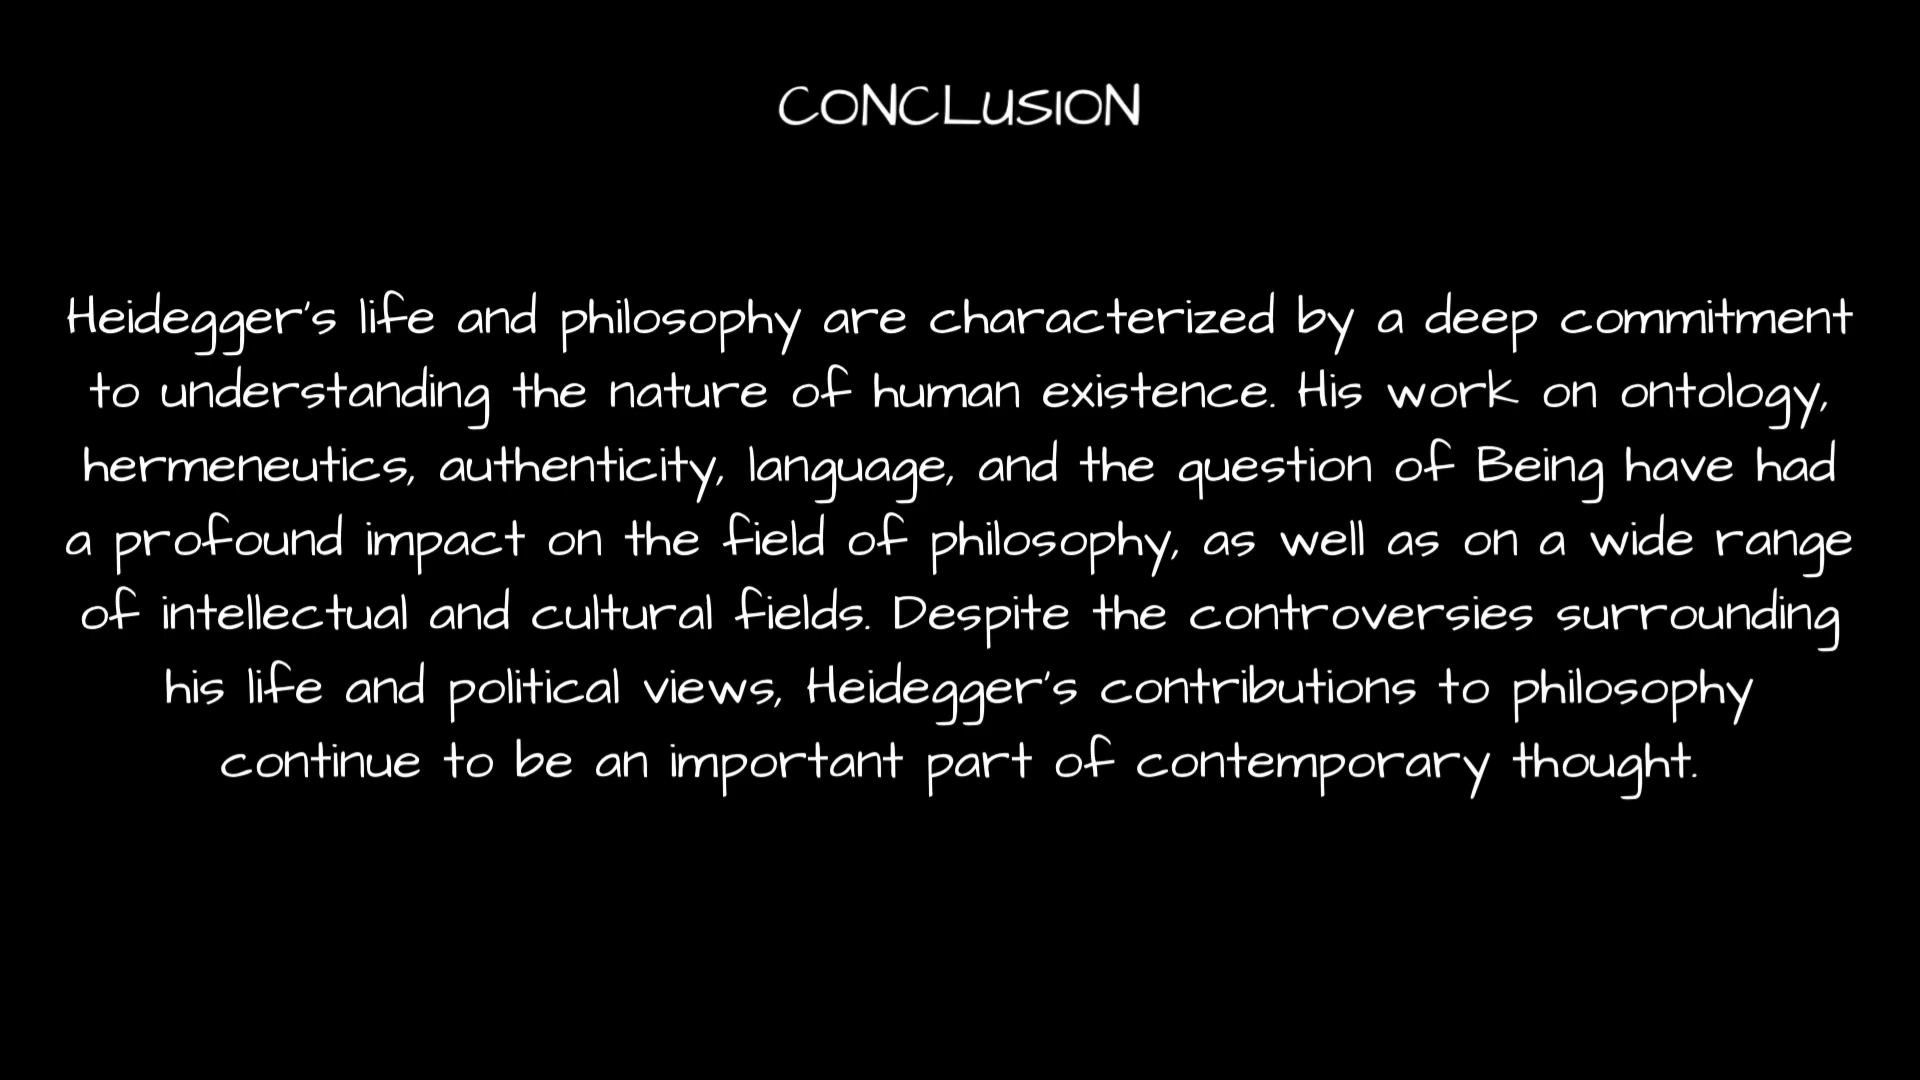 CONCLUSION
Heidegger's life and philosophy are characterized by a deep commitment
to understanding the nature of human existence. His work on ontology,
hermeneutics, authenticity, language, and the question of Being have had
a profound impact on the field of philosophy, as well as on a wide range
of intellectual and cultural fields. Despite the controversies surrounding
his life and political views, Heidegger's contributions to philosophy
continue to be an important part of contemporary thought.